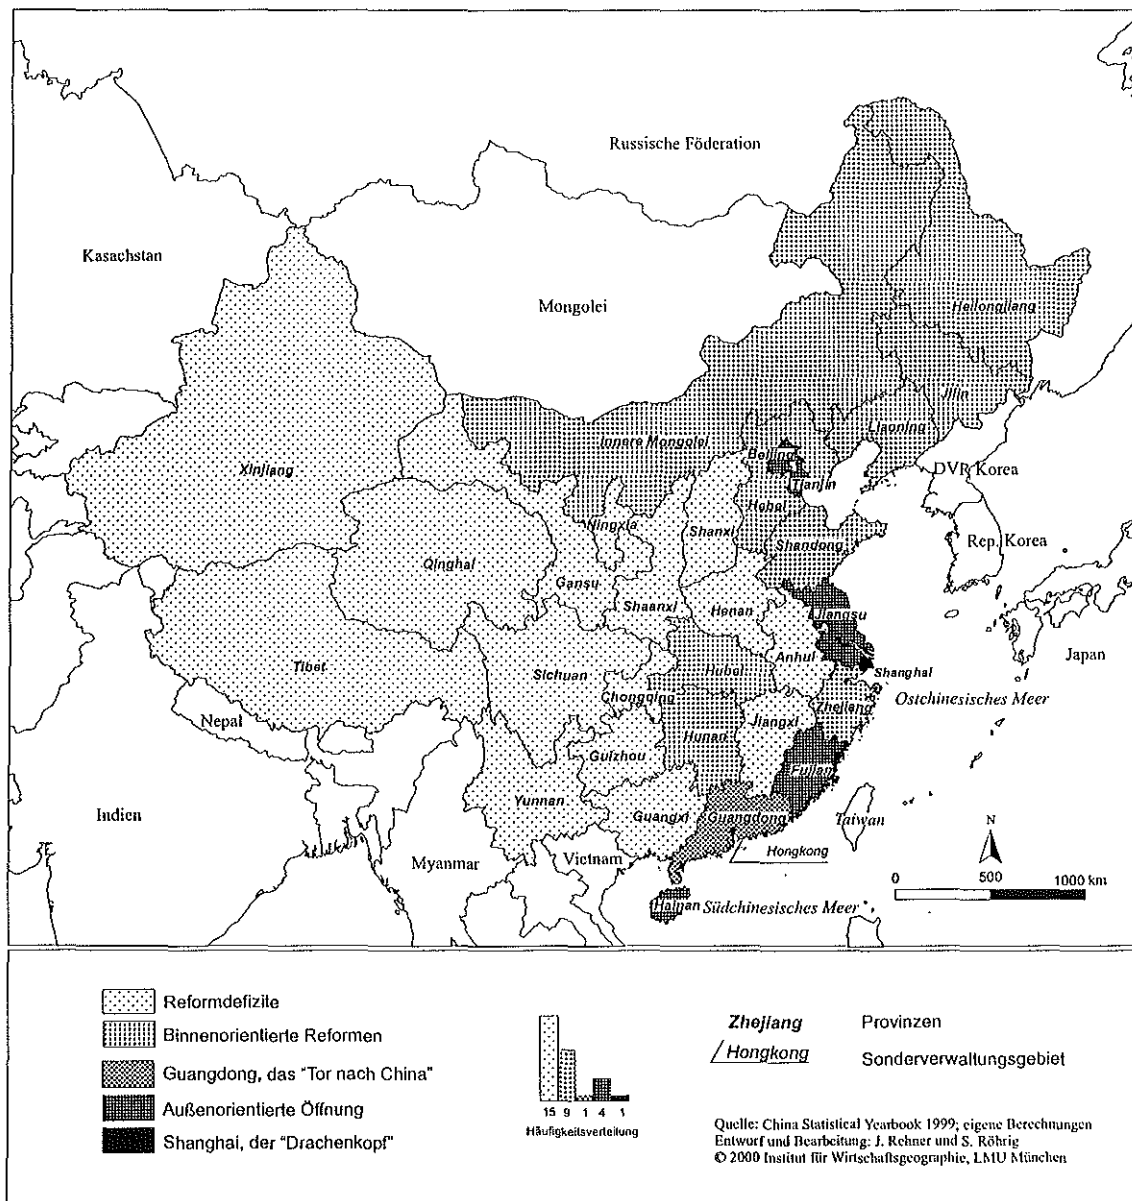 Russische Föderation
Kasachstan
Mongolei
Heilongjiang
Jilin
Liaoning
Innere Mongolei
Beijing
Xinjiang
DVR Korea
Tianjin
Hebei
Ningxia
Shanxi
Rep. Korea
Shandong
Qinghai
Gansu
Shaanxi
Henan
Jiangsu
Japan
Tibet
Sichuan
Hubei
Anhui
Shanghai
Chongqing
Ostchinesisches Meer
Zhejiang
Nepal
Jiangxi
Hunan
Guizhou
Fujian
Yunnan
Indien
Guangxi
Guangdong
Taiwan
N
Myanmar
Vietnam
Hongkong
0 500 1000 km
Hainan
Südchinesisches Meer
Reformdefizile
Binnenorientierte Reformen
Guangdong, das "Tor nach China"
Außenorientierte Öffnung
Shanghai, der "Drachenkopf"
15 9 1 4 1
Häufigkeitsverteilung
Zhejiang Provinzen
Hongkong Sonderverwaltungsgebiet
Quelle: China Statistical Yearbook 1999; eigene Berechnungen
Entwurf und Bearbeitung: J. Rehner und S. Röhrig
© 2000 Institut für Wirtschaftsgeographie, LMU München